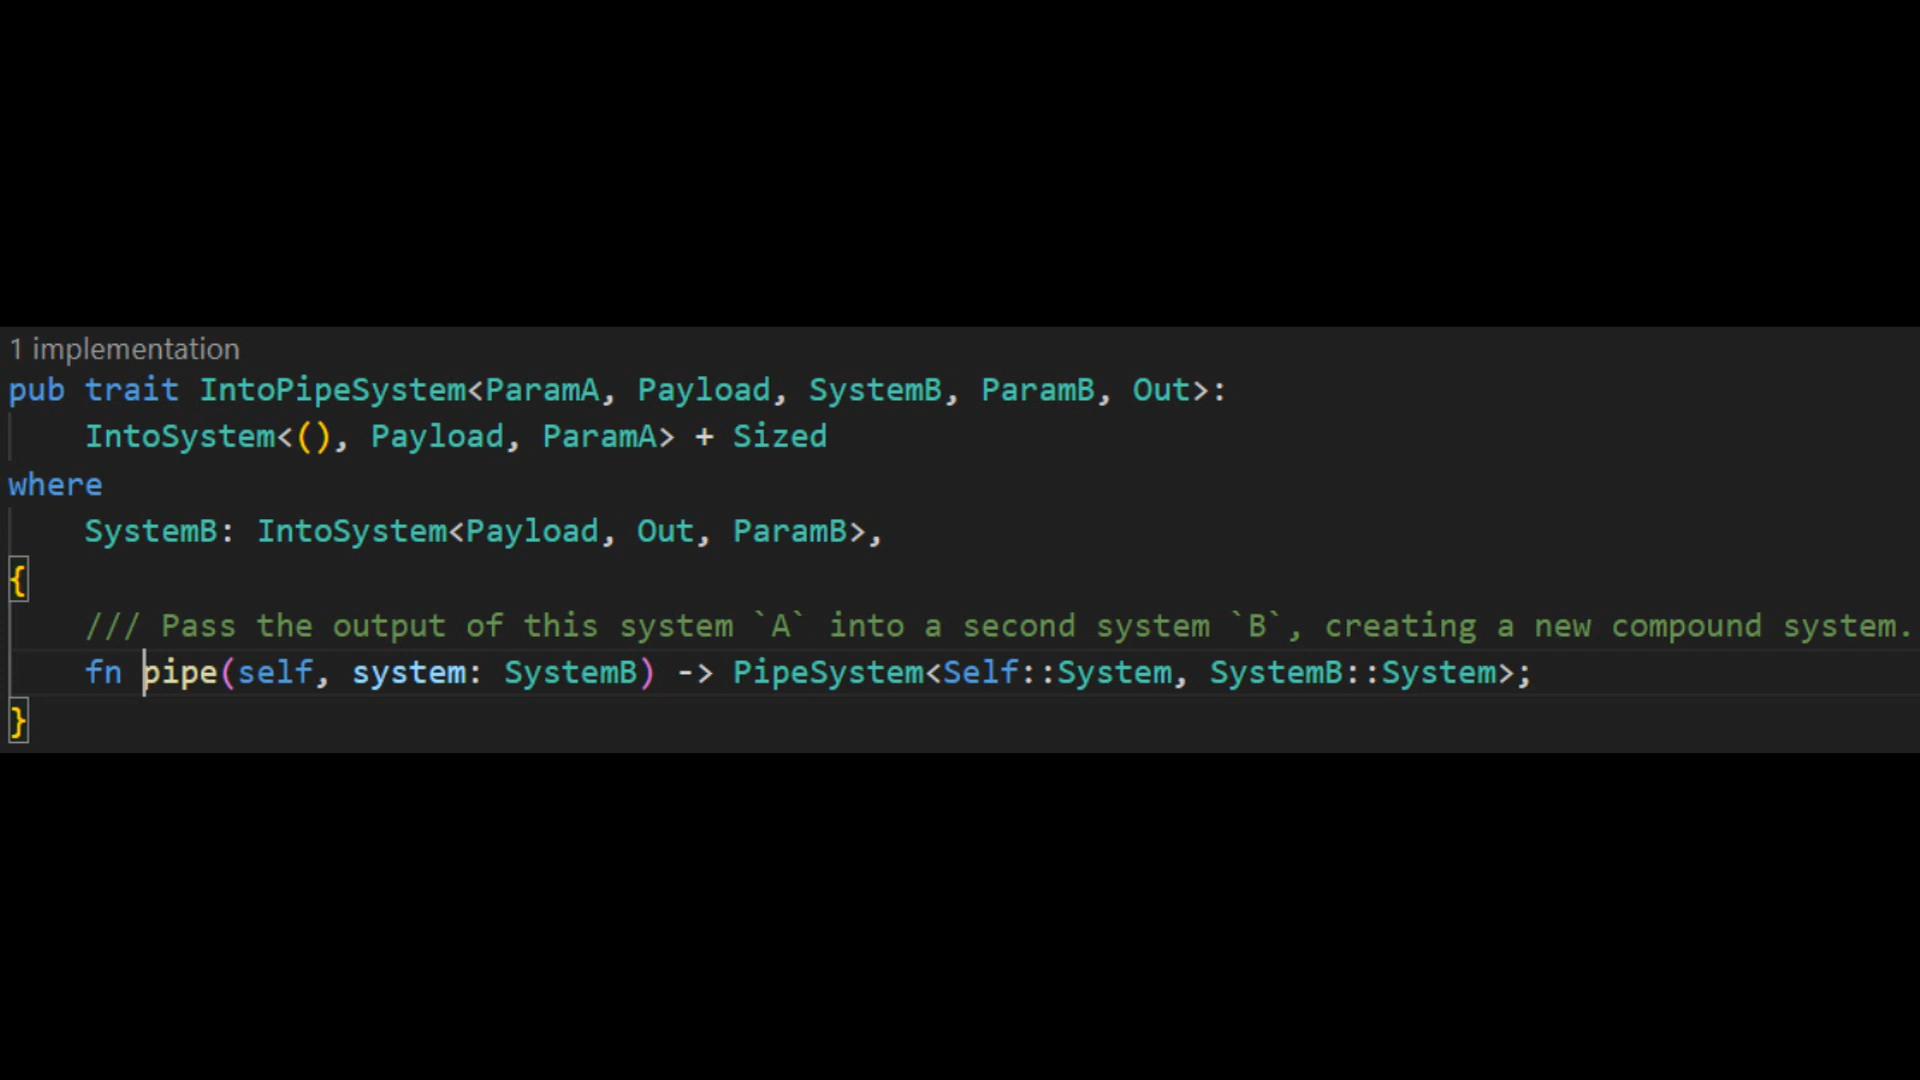 1 implementation
pub trait IntoPipeSystem<ParamA, Payload, SystemB, ParamB, Out>:
    IntoSystem<(), Payload, ParamA> + Sized
where
    SystemB: IntoSystem<Payload, Out, ParamB>,
{
    /// Pass the output of this system `A` into a second system `B`, creating a new compound system.
    fn pipe(self, system: SystemB) -> PipeSystem<Self::System, SystemB::System>;
}